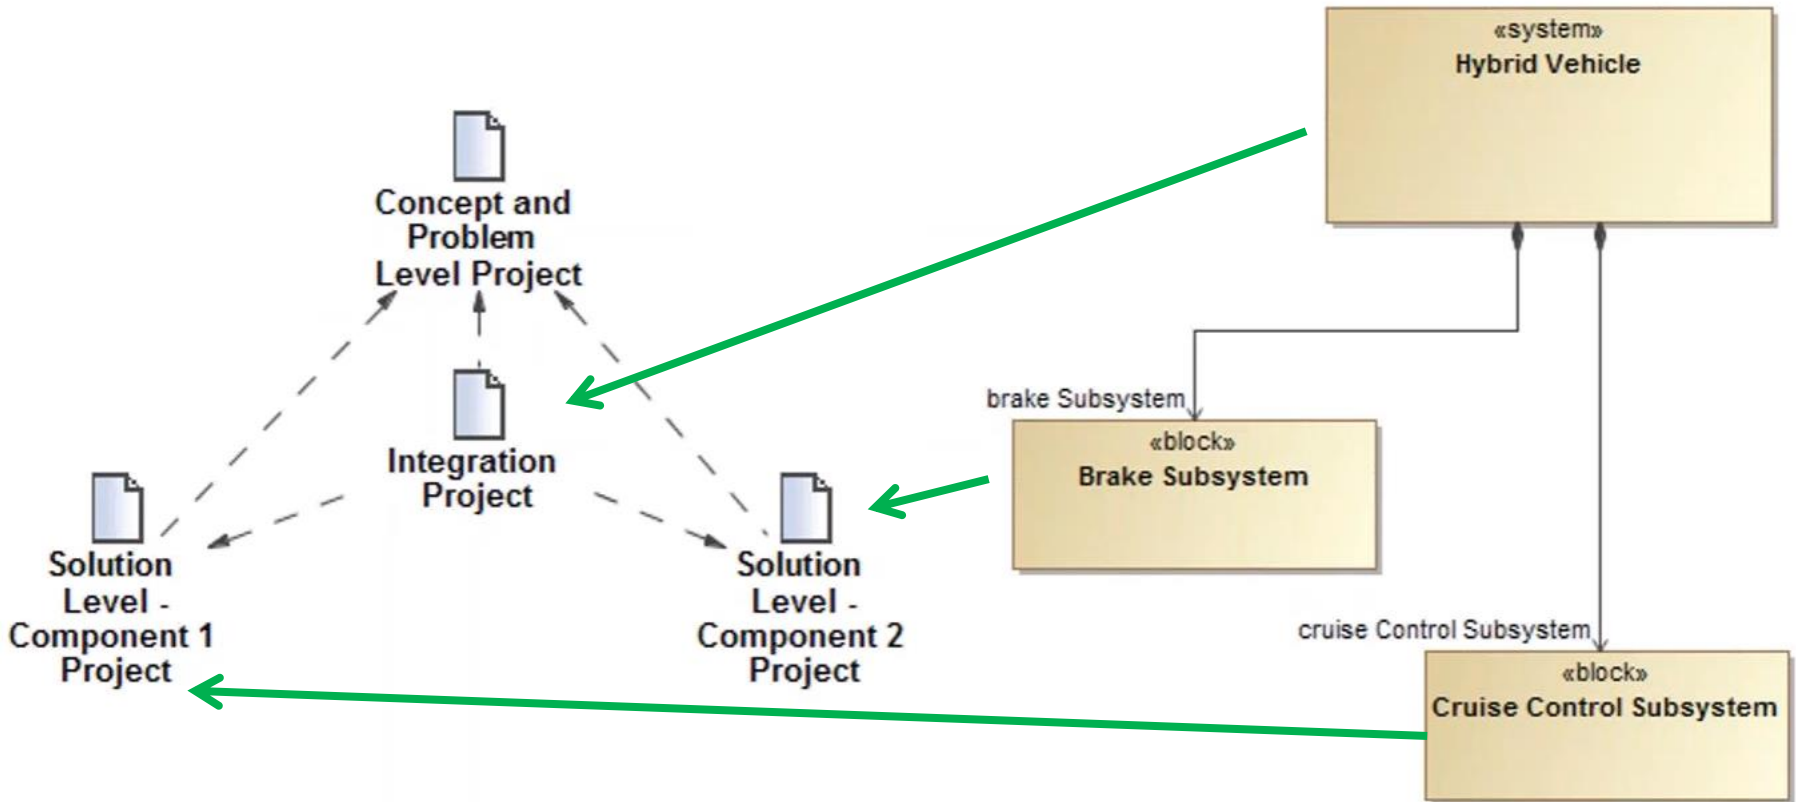 «system»
Hybrid Vehicle
Concept and
Problem
Level Project
brake Subsystem
«block»
Brake Subsystem
Integration
Project
Solution
Level -
Component 1
Project
Solution
Level -
Component 2
Project
cruise Control Subsystem
«block»
Cruise Control Subsystem